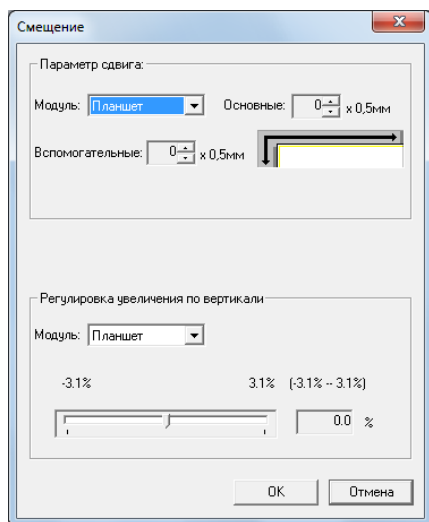 Смещение
Параметр сдвига:
Модуль: Планшет Основные: 0 x 0,5мм
Вспомогательные: 0 x 0,5мм
Регулировка увеличения по вертикали
Модуль: Планшет
-3.1% 3.1% (-3.1% -- 3.1%)
0.0 %
OK Отмена